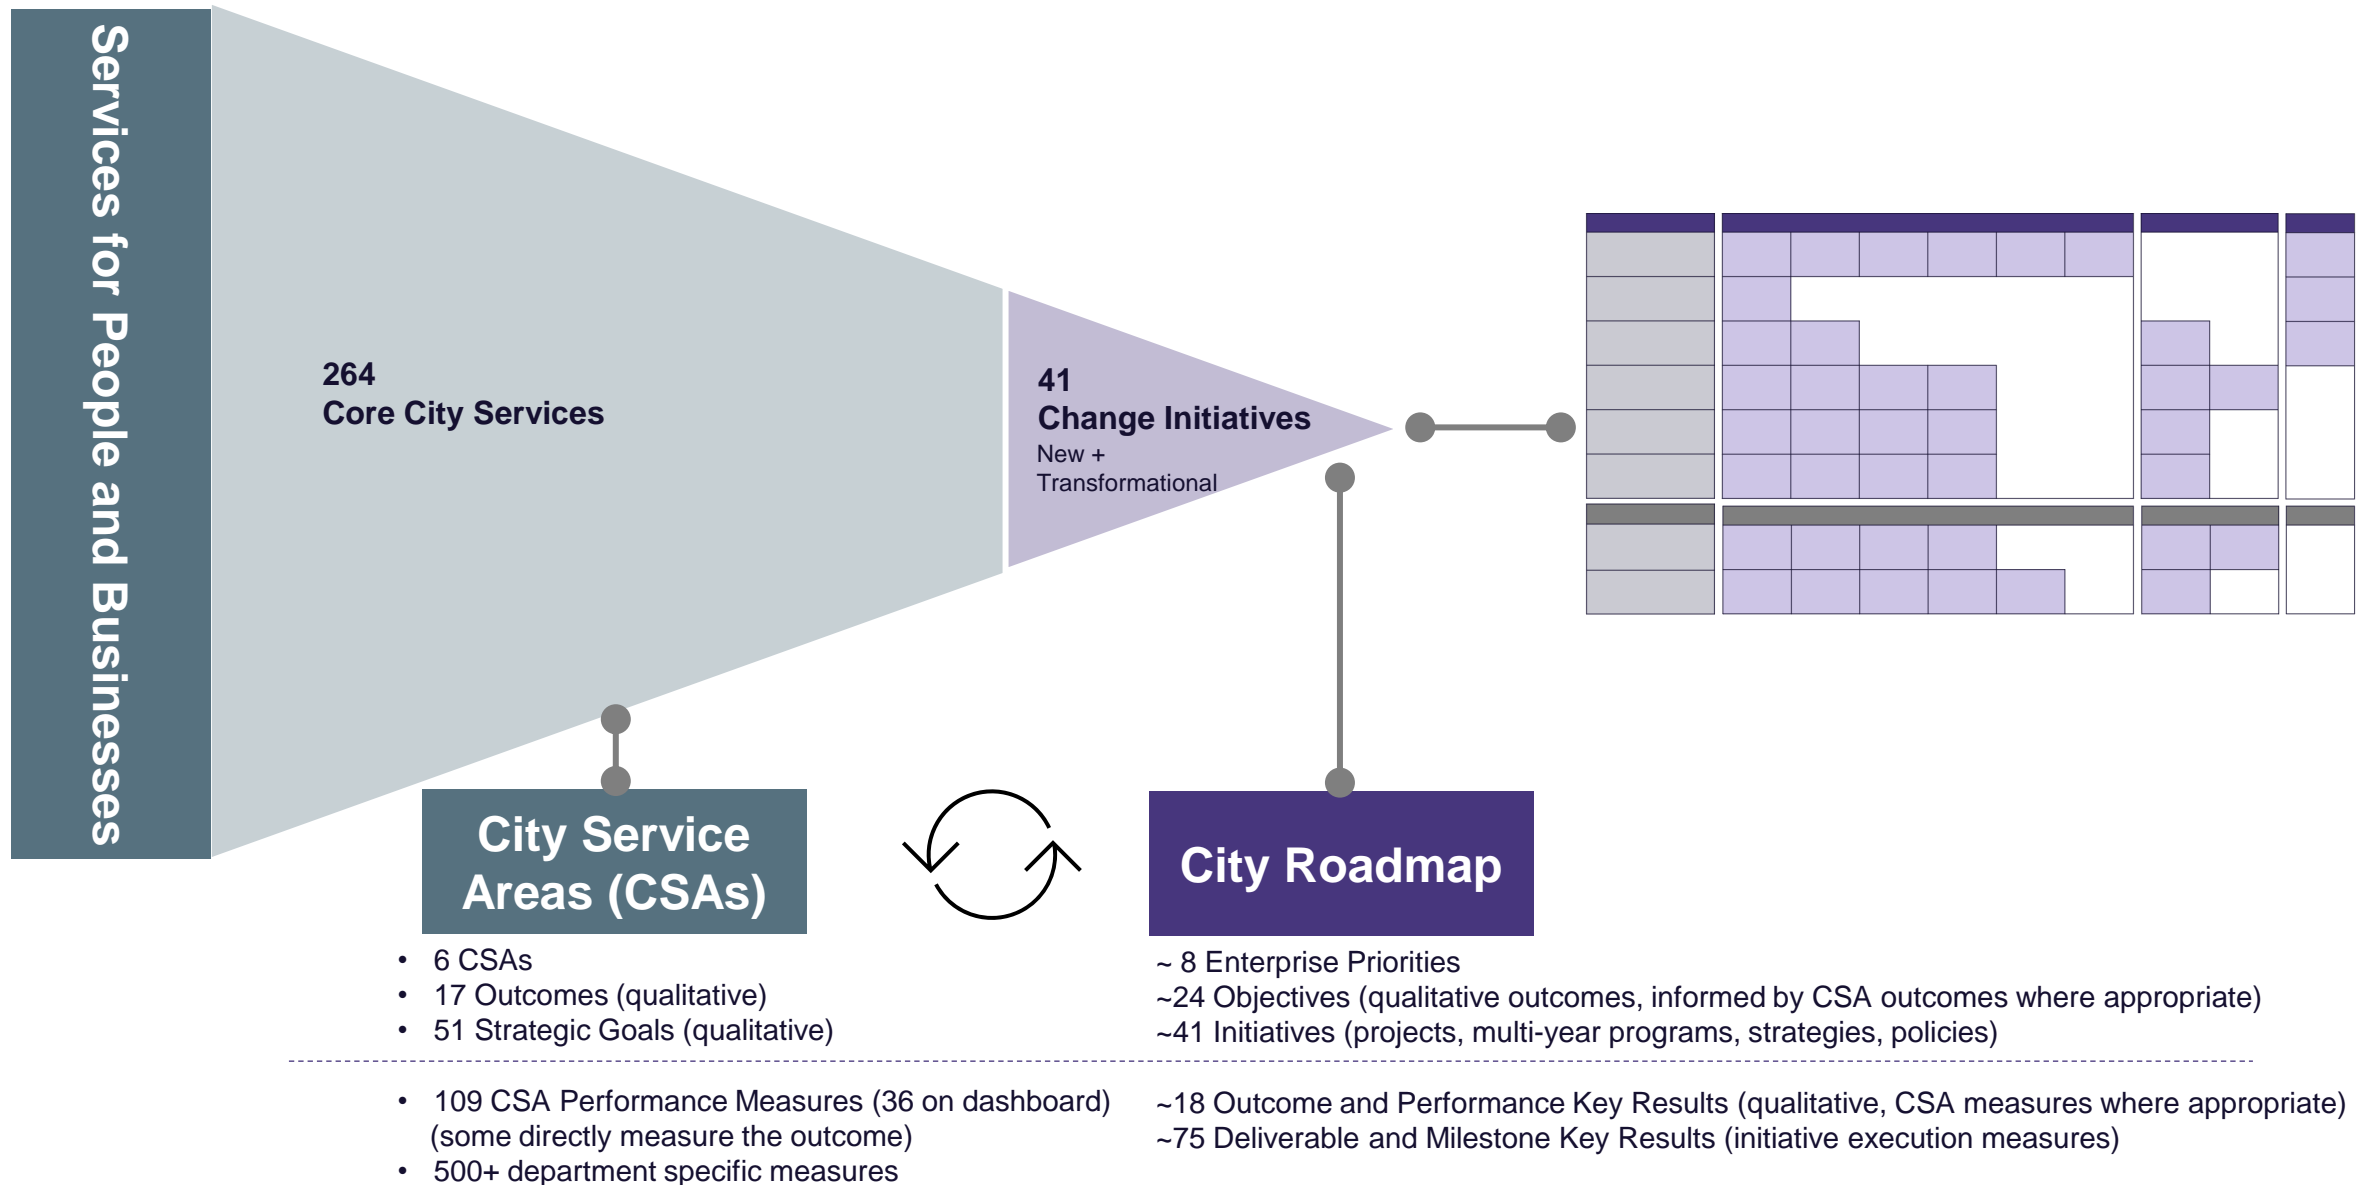 Services for People and Businesses
264
Core City Services
41
Change Initiatives
New +
Transformational
City Service
Areas (CSAs)
• 6 CSAs
• 17 Outcomes (qualitative)
• 51 Strategic Goals (qualitative)
• 109 CSA Performance Measures (36 on dashboard)
(some directly measure the outcome)
• 500+ department specific measures
City Roadmap
~ 8 Enterprise Priorities
~24 Objectives (qualitative outcomes, informed by CSA outcomes where appropriate)
~41 Initiatives (projects, multi-year programs, strategies, policies)
~18 Outcome and Performance Key Results (qualitative, CSA measures where appropriate)
~75 Deliverable and Milestone Key Results (initiative execution measures)